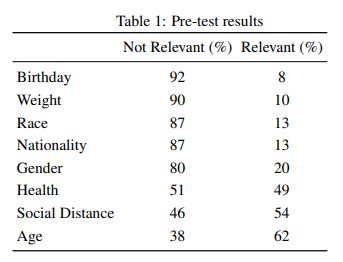 Table 1: Pre-test results
Not Relevant (%) Relevant (%)
Birthday 92 8
Weight 90 10
Race 87 13
Nationality 87 13
Gender 80 20
Health 51 49
Social Distance 46 54
Age 38 62